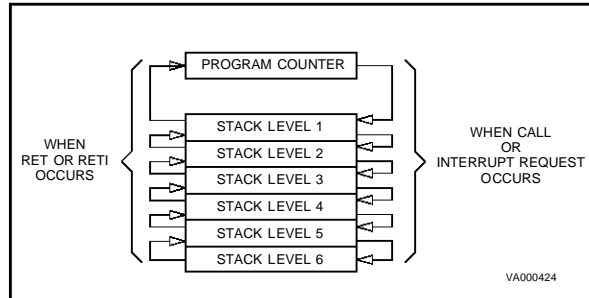 PROGRAM COUNTER
STACK LEVEL 1
STACK LEVEL 2
STACK LEVEL 3
STACK LEVEL 4
STACK LEVEL 5
STACK LEVEL 6
WHEN
RET OR RETI
OCCURS
WHEN CALL
OR
INTERRUPT REQUEST
OCCURS
VA000424